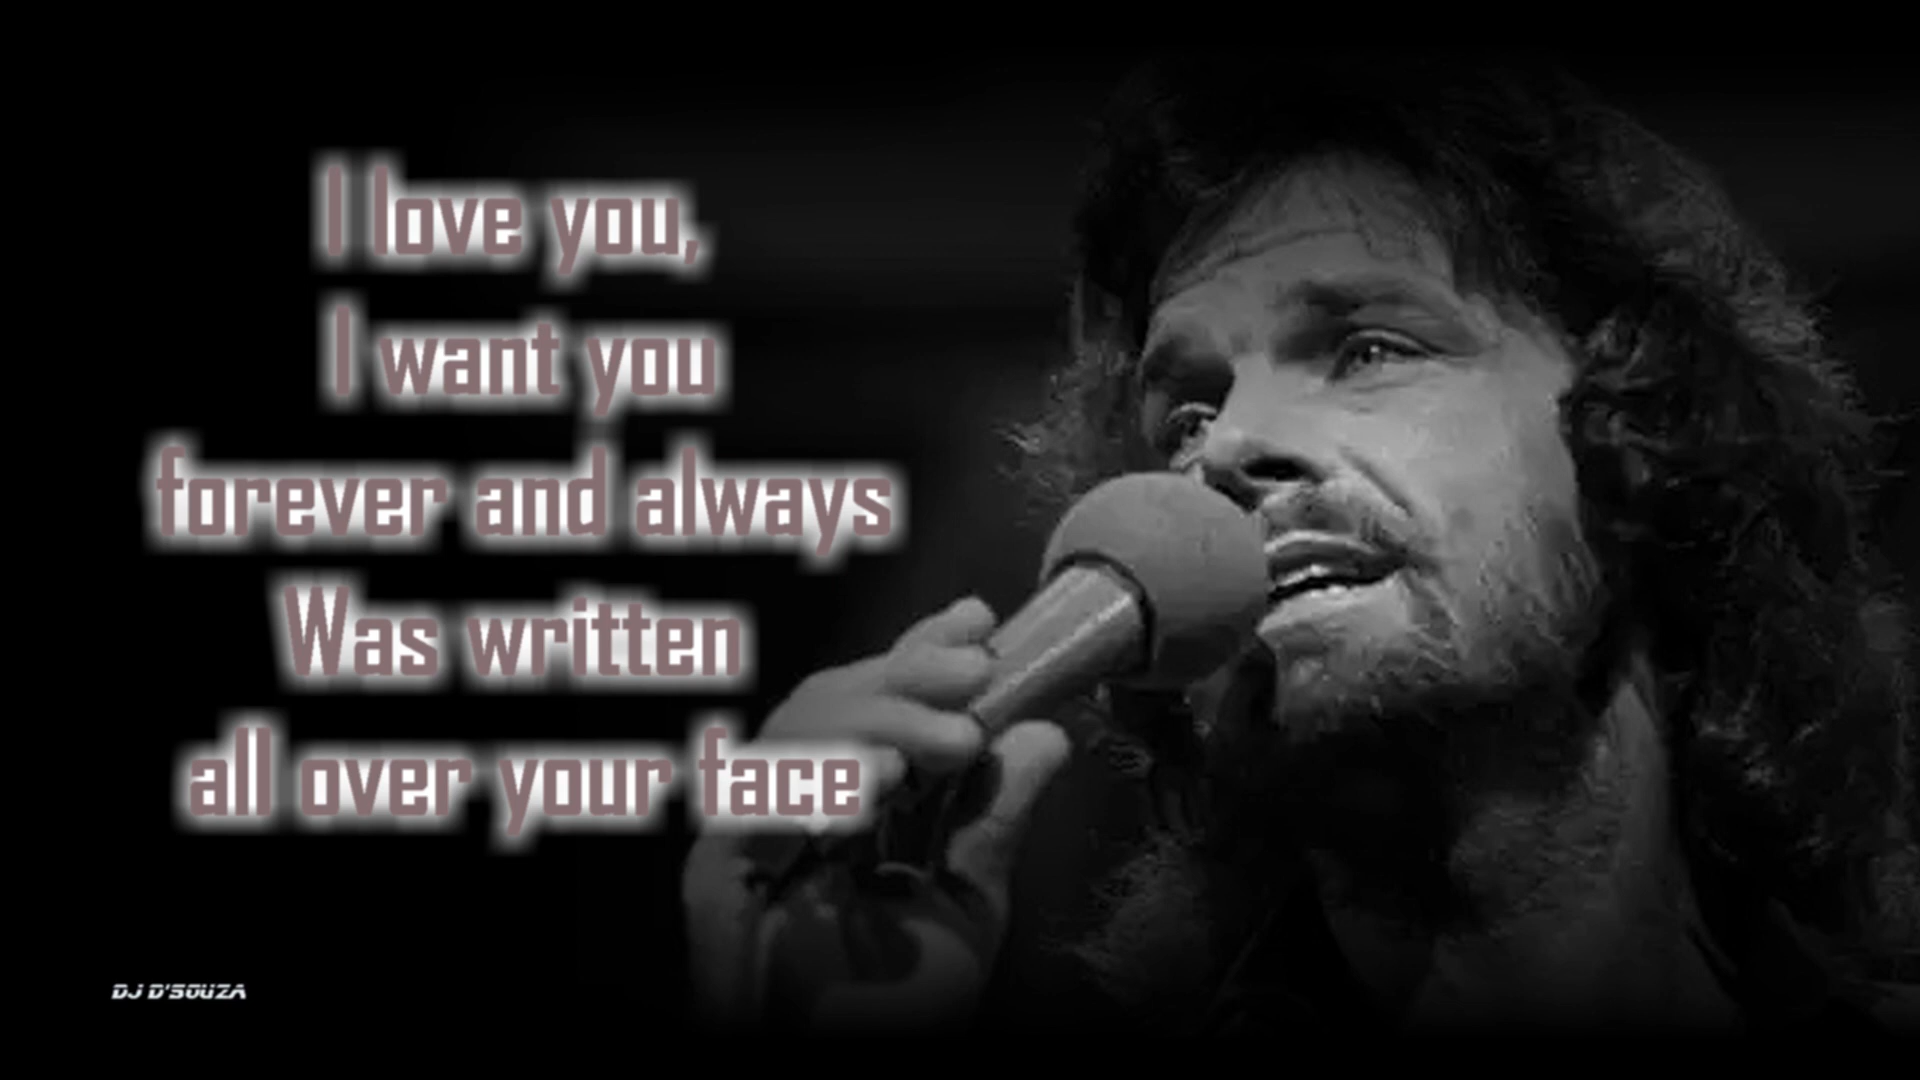 I love you,
I want you
forever and always
Was written
all over your face
DJ D'SOUZA